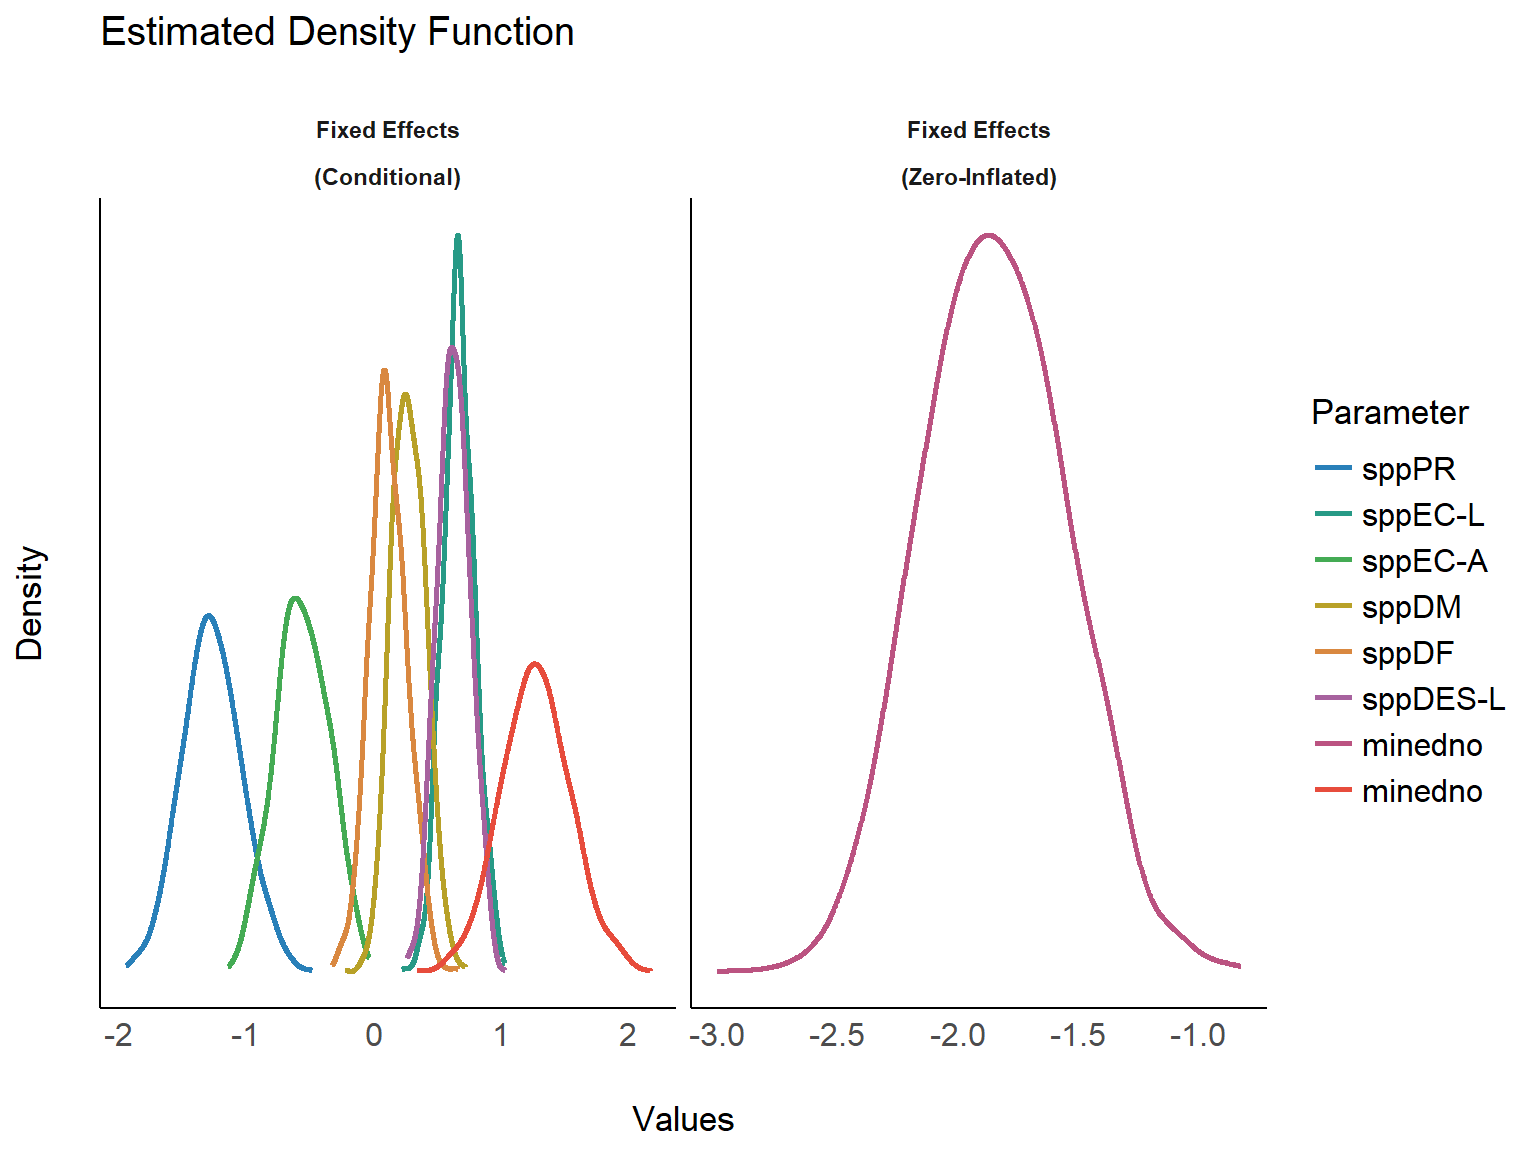 Estimated Density Function
Fixed Effects
(Conditional)
Fixed Effects
(Zero-Inflated)
Density
-2 -1 0 1 2
-3.0 -2.5 -2.0 -1.5 -1.0
Values
Parameter
sppPR
sppEC-L
sppEC-A
sppDM
sppDF
sppDES-L
minedno
minedno